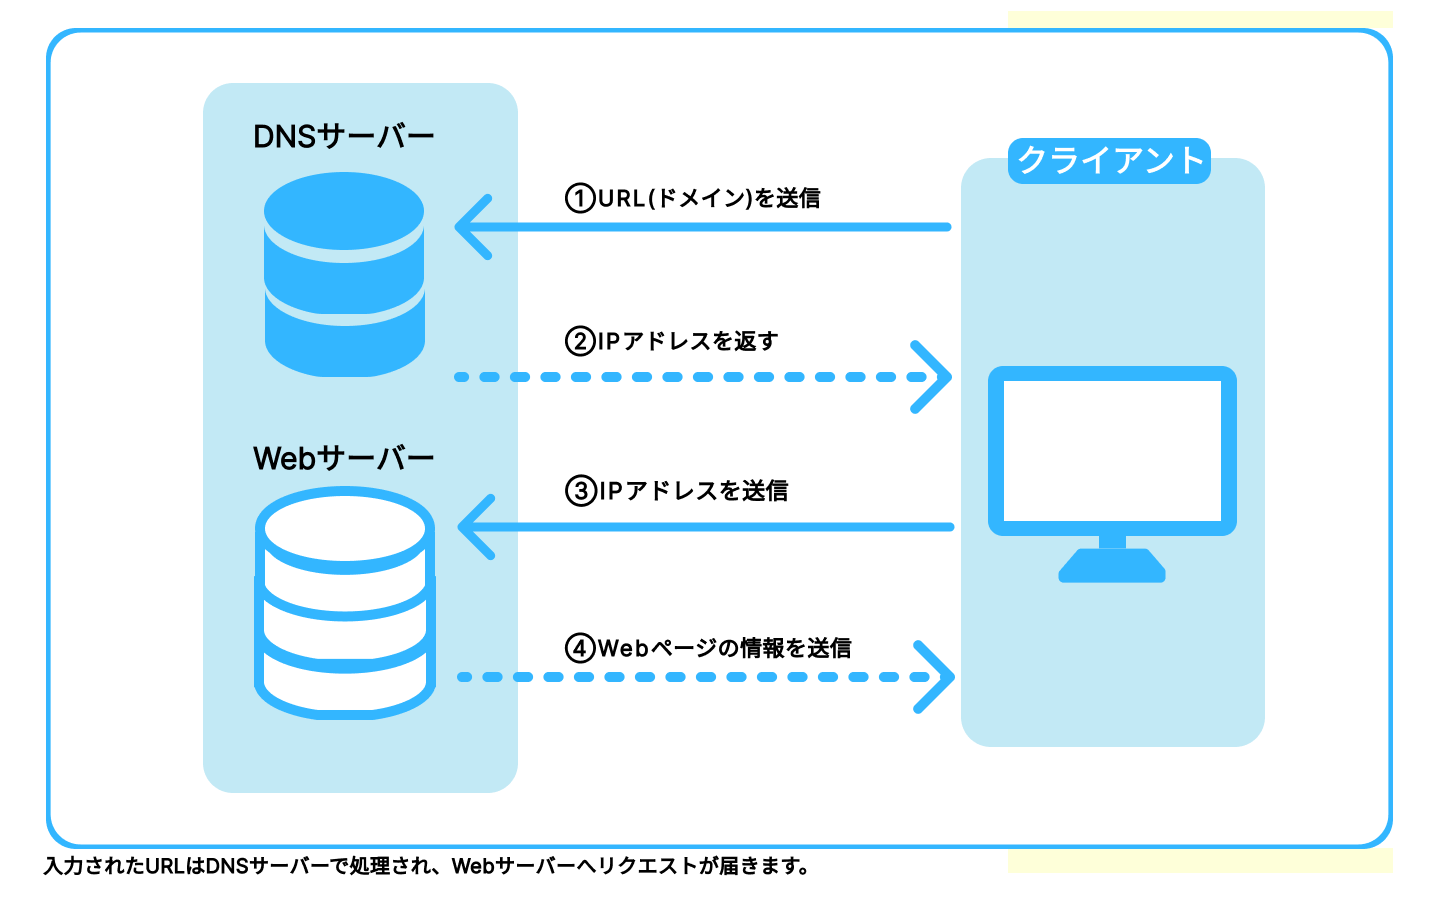 DNSサーバー
クライアント
①URL(ドメイン)を送信
②IPアドレスを返す
Webサーバー
③IPアドレスを送信
④Webページの情報を送信
入力されたURLはDNSサーバーで処理され、Webサーバーへリクエストが届きます。